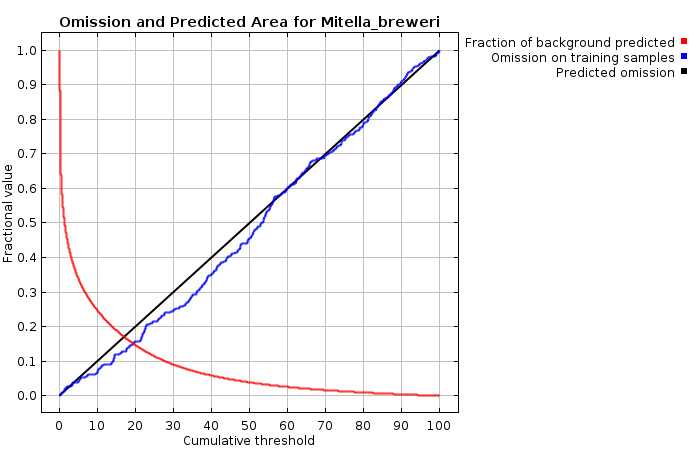 Omission and Predicted Area for Mitella_breweri
Fraction of background predicted
Omission on training samples
Predicted omission
1.0
0.9
0.8
0.7
0.6
0.5
0.4
0.3
0.2
0.1
0.0
Fractional value
0 10 20 30 40 50 60 70 80 90 100
Cumulative threshold